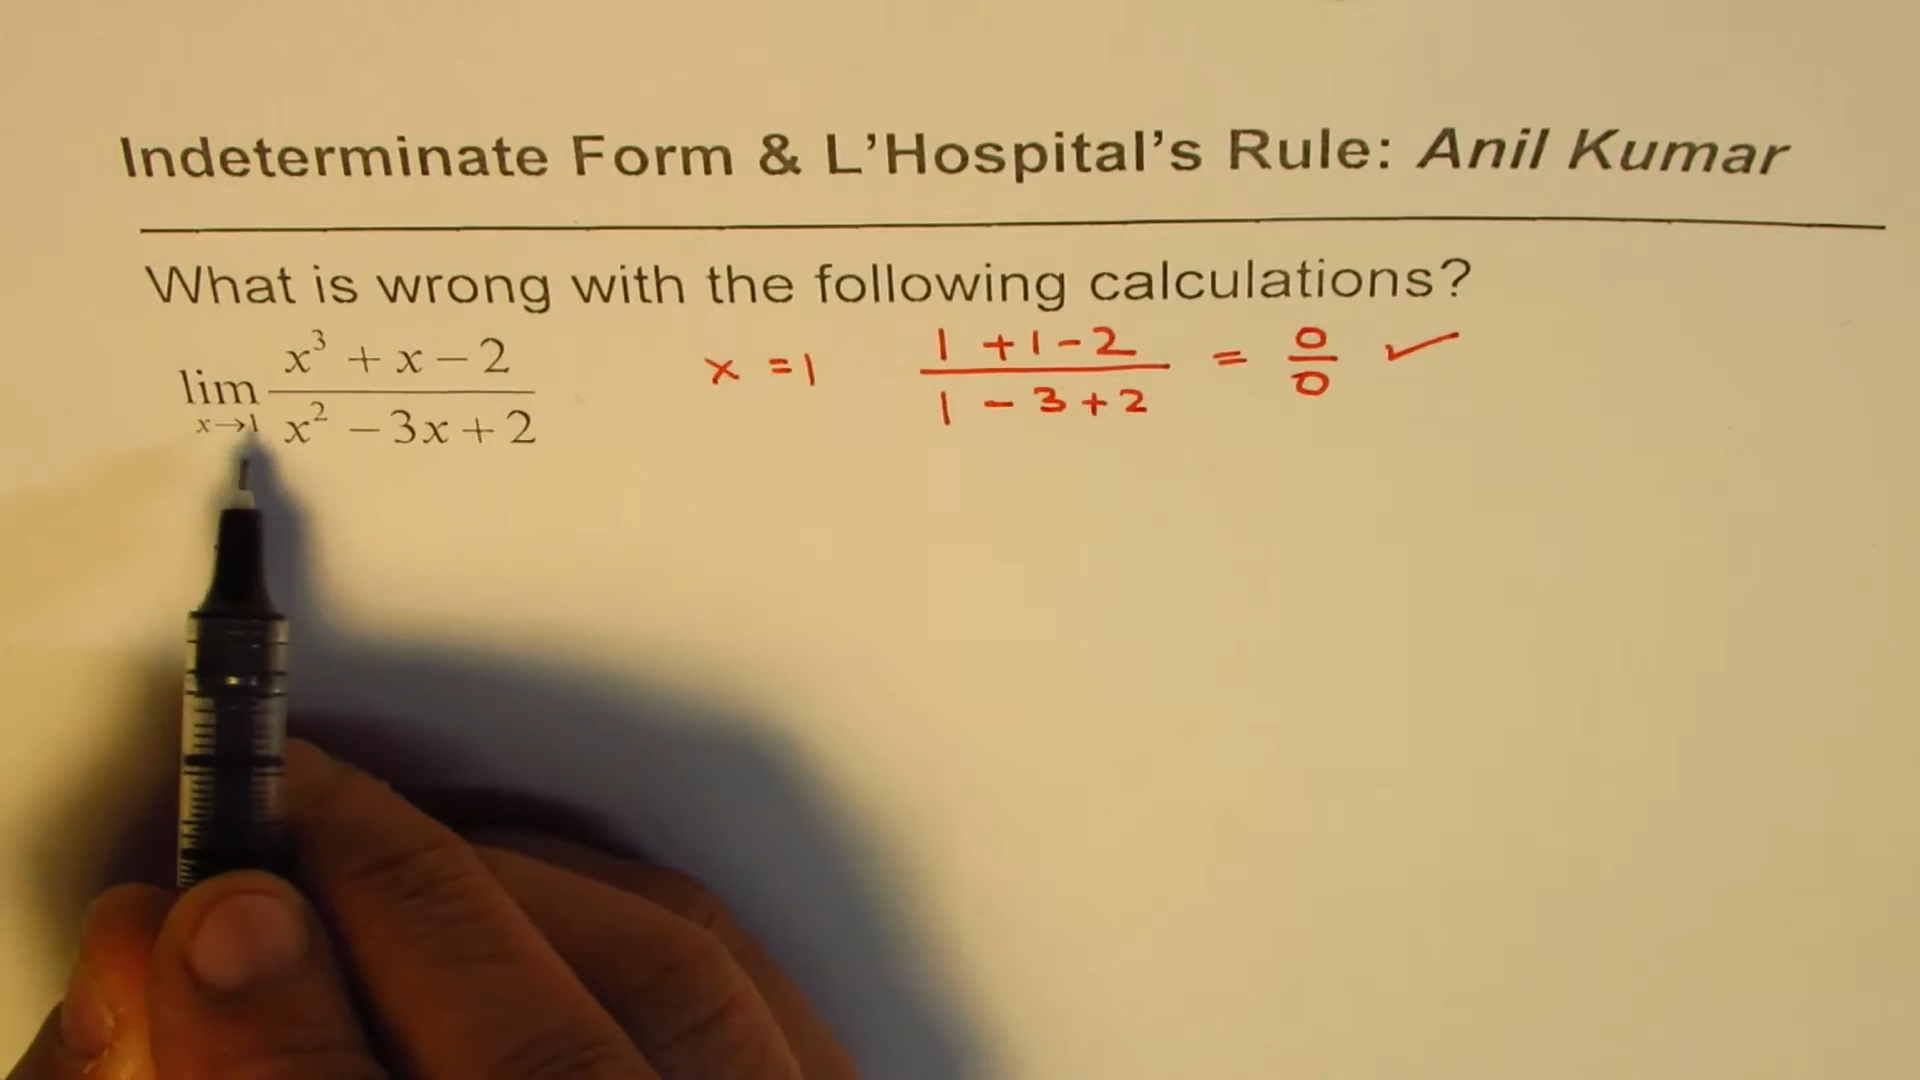 Indeterminate Form & L’Hospital’s Rule: Anil Kumar
What is wrong with the following calculations?
lim x→1 (x³ + x − 2)/(x² − 3x + 2)
x = 1 (1 + 1 - 2)/(1 - 3 + 2) = 0/0 ✓